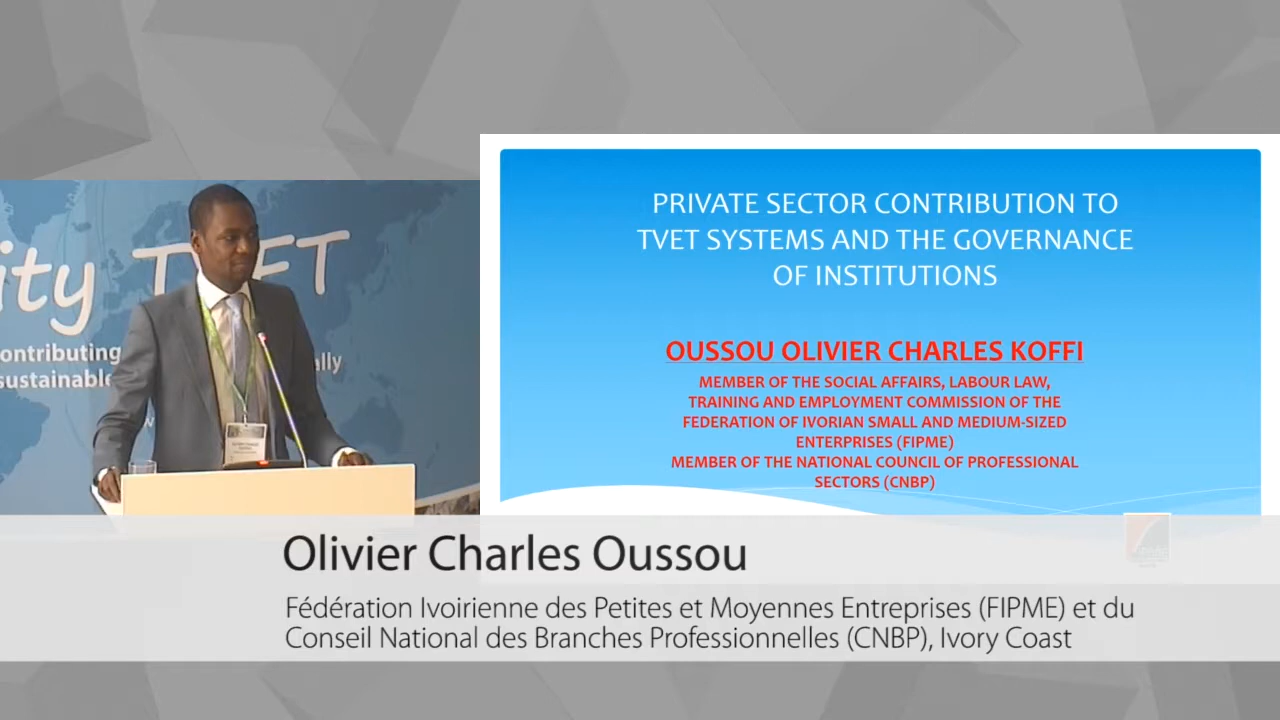 ity TVET
ontributing
ally
sustainable
PRIVATE SECTOR CONTRIBUTION TO
TVET SYSTEMS AND THE GOVERNANCE
OF INSTITUTIONS
OUSSOU OLIVIER CHARLES KOFFI
MEMBER OF THE SOCIAL AFFAIRS, LABOUR LAW,
TRAINING AND EMPLOYMENT COMMISSION OF THE
FEDERATION OF IVORIAN SMALL AND MEDIUM-SIZED
ENTERPRISES (FIPME)
MEMBER OF THE NATIONAL COUNCIL OF PROFESSIONAL
SECTORS (CNBP)
Olivier Charles Oussou
Fédération Ivoirienne des Petites et Moyennes Entreprises (FIPME) et du
Conseil National des Branches Professionnelles (CNBP), Ivory Coast